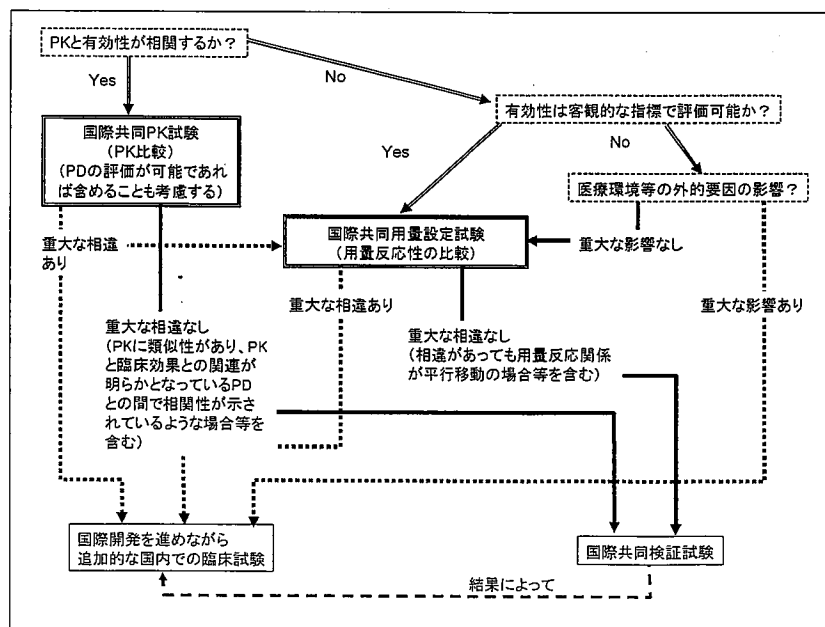 PKと有効性が相関するか？
No
Yes
有効性は客観的な指標で評価可能か？
国際共同PK試験
（PK比較）
（PDの評価が可能であれ
ば含めることも考慮する）
Yes
No
医療環境等の外的要因の影響？
重大な相違
あり
国際共同用量設定試験
（用量反応性の比較）
重大な影響なし
重大な相違あり
重大な影響あり
重大な相違なし
（PKに類似性があり、PK
と臨床効果との関連が
明らかとなっているPD
との間で相関性が示さ
れているような場合等を
含む）
重大な相違なし
（相違があっても用量反応関係
が平行移動の場合等を含む）
国際開発を進めながら
追加的な国内での臨床試験
国際共同検証試験
結果によって